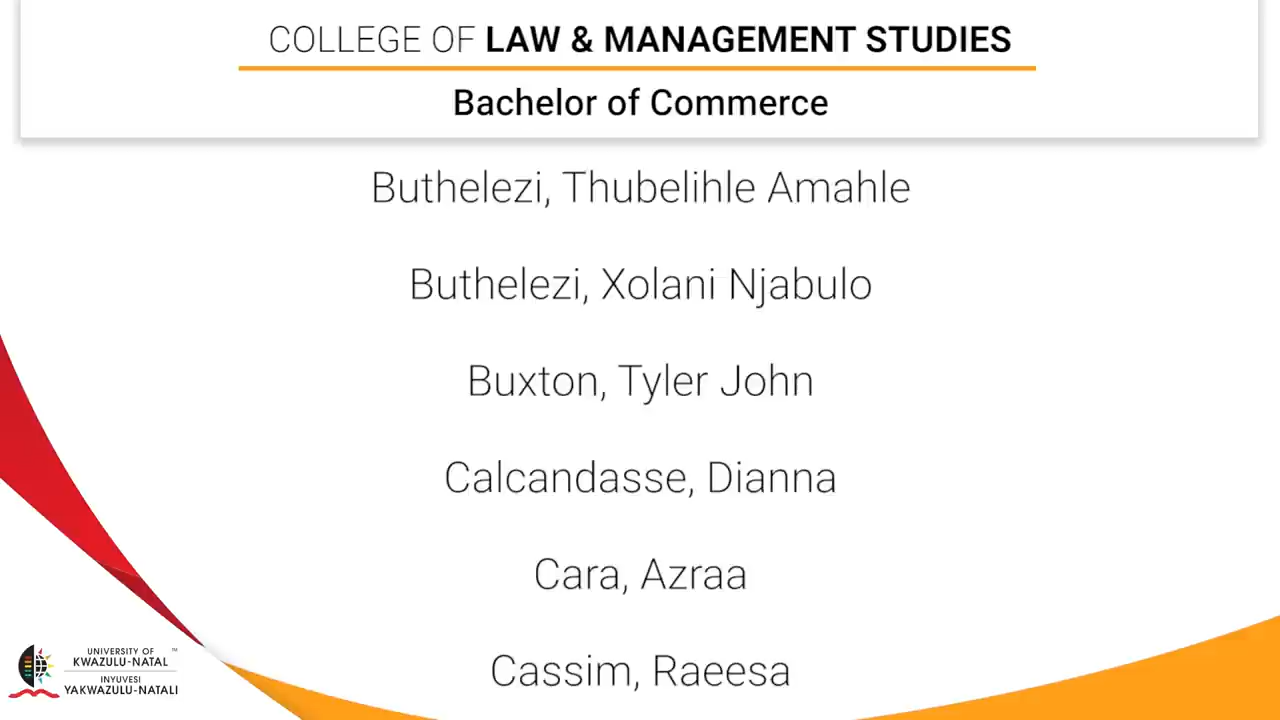 COLLEGE OF LAW & MANAGEMENT STUDIES
Bachelor of Commerce
Buthelezi, Thubelihle Amahle
Buthelezi, Xolani Njabulo
Buxton, Tyler John
Calcandasse, Dianna
Cara, Azraa
Cassim, Raeesa
UNIVERSITY OF ™
KWAZULU-NATAL
INYUVESI
YAKWAZULU-NATALI